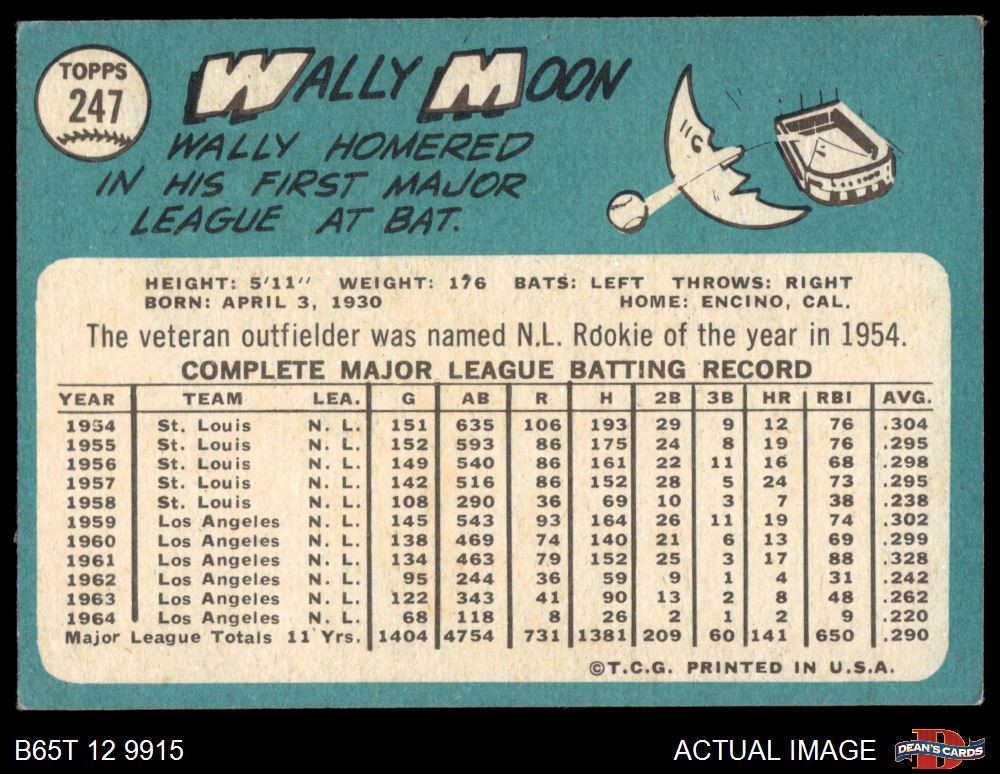 TOPPS
247
WALLY MOON
WALLY HOMERED
IN HIS FIRST MAJOR
LEAGUE AT BAT.
HEIGHT: 5'11" WEIGHT: 176 BATS: LEFT THROWS: RIGHT
BORN: APRIL 3, 1930 HOME: ENCINO, CAL.
The veteran outfielder was named N.L. Rookie of the year in 1954.
COMPLETE MAJOR LEAGUE BATTING RECORD
YEAR TEAM LEA. G AB R H 2B 3B HR RBI AVG.
1954 St. Louis N. L. 151 635 106 193 29 9 12 76 .304
1955 St. Louis N. L. 152 593 86 175 24 8 19 76 .295
1956 St. Louis N. L. 149 540 86 161 22 11 16 68 .298
1957 St. Louis N. L. 142 516 86 152 28 5 24 73 .295
1958 St. Louis N. L. 108 290 36 69 10 3 7 38 .238
1959 Los Angeles N. L. 145 543 93 164 26 11 19 74 .302
1960 Los Angeles N. L. 138 469 74 140 21 6 13 69 .299
1961 Los Angeles N. L. 134 463 79 152 25 3 17 88 .328
1962 Los Angeles N. L. 95 244 36 59 9 1 4 31 .242
1963 Los Angeles N. L. 122 343 41 90 13 2 8 48 .262
1964 Los Angeles N. L. 68 118 8 26 2 1 2 9 .220
Major League Totals 11 Yrs. 1404 4754 731 1381 209 60 141 650 .290
©T.C.G. PRINTED IN U.S.A.
B65T 12 9915 ACTUAL IMAGE DEAN'S CARDS